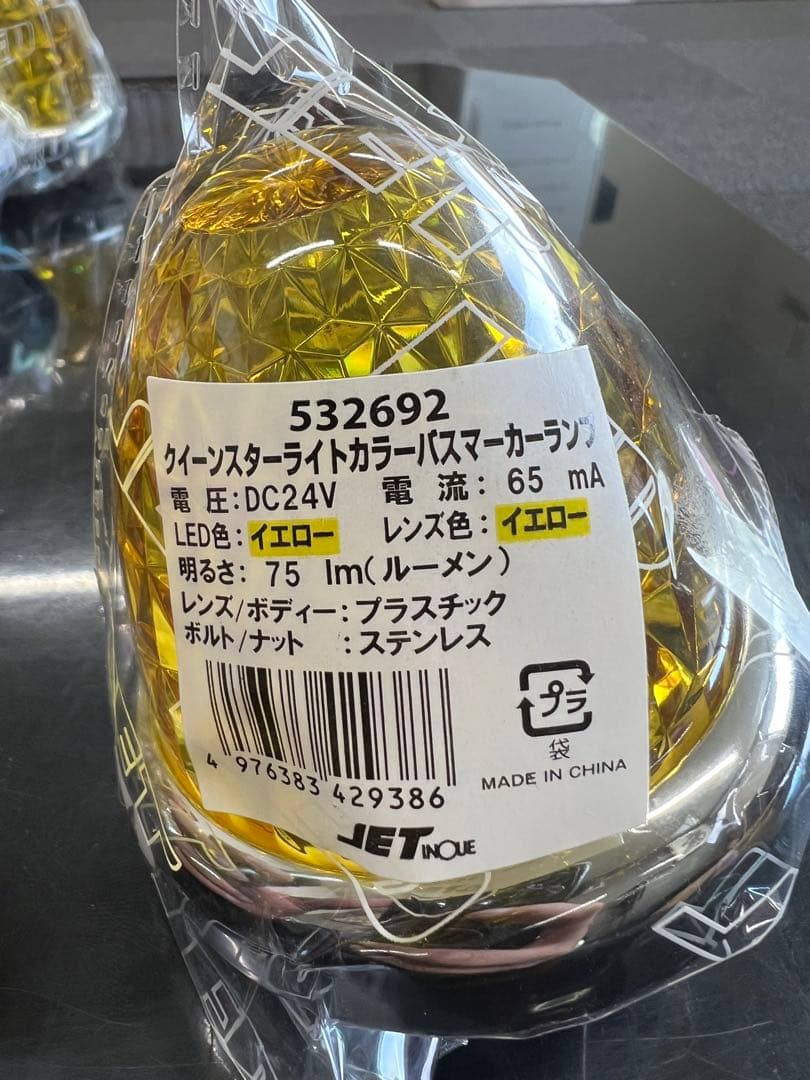 532692
クイーンスターライトカラーバスマーカーランプ
電圧:DC24V 電流: 65 mA
LED色:イエロー レンズ色:イエロー
明るさ: 75 lm(ルーメン)
レンズ/ボディー:プラスチック
ボルト/ナット :ステンレス
プラ
袋
MADE IN CHINA
4 976383 429386
JET INOUE